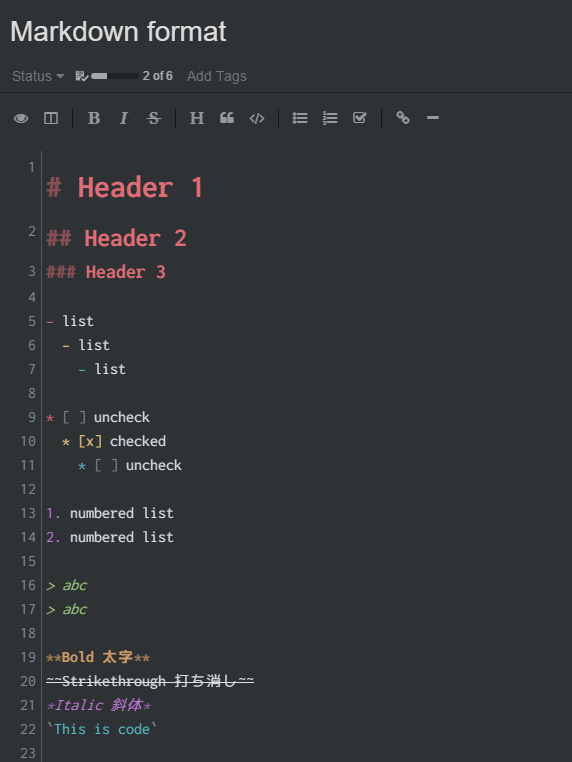 Markdown format
Status 2 of 6 Add Tags
B I S H </>
1 # Header 1
2 ## Header 2
3 ### Header 3
4
5 - list
6   - list
7     - list
8
9 * [ ] uncheck
10   * [x] checked
11     * [ ] uncheck
12
13 1. numbered list
14 2. numbered list
15
16 > abc
17 > abc
18
19 **Bold 太字**
20 ~~Strikethrough 打ち消し~~
21 *Italic 斜体*
22 `This is code`
23